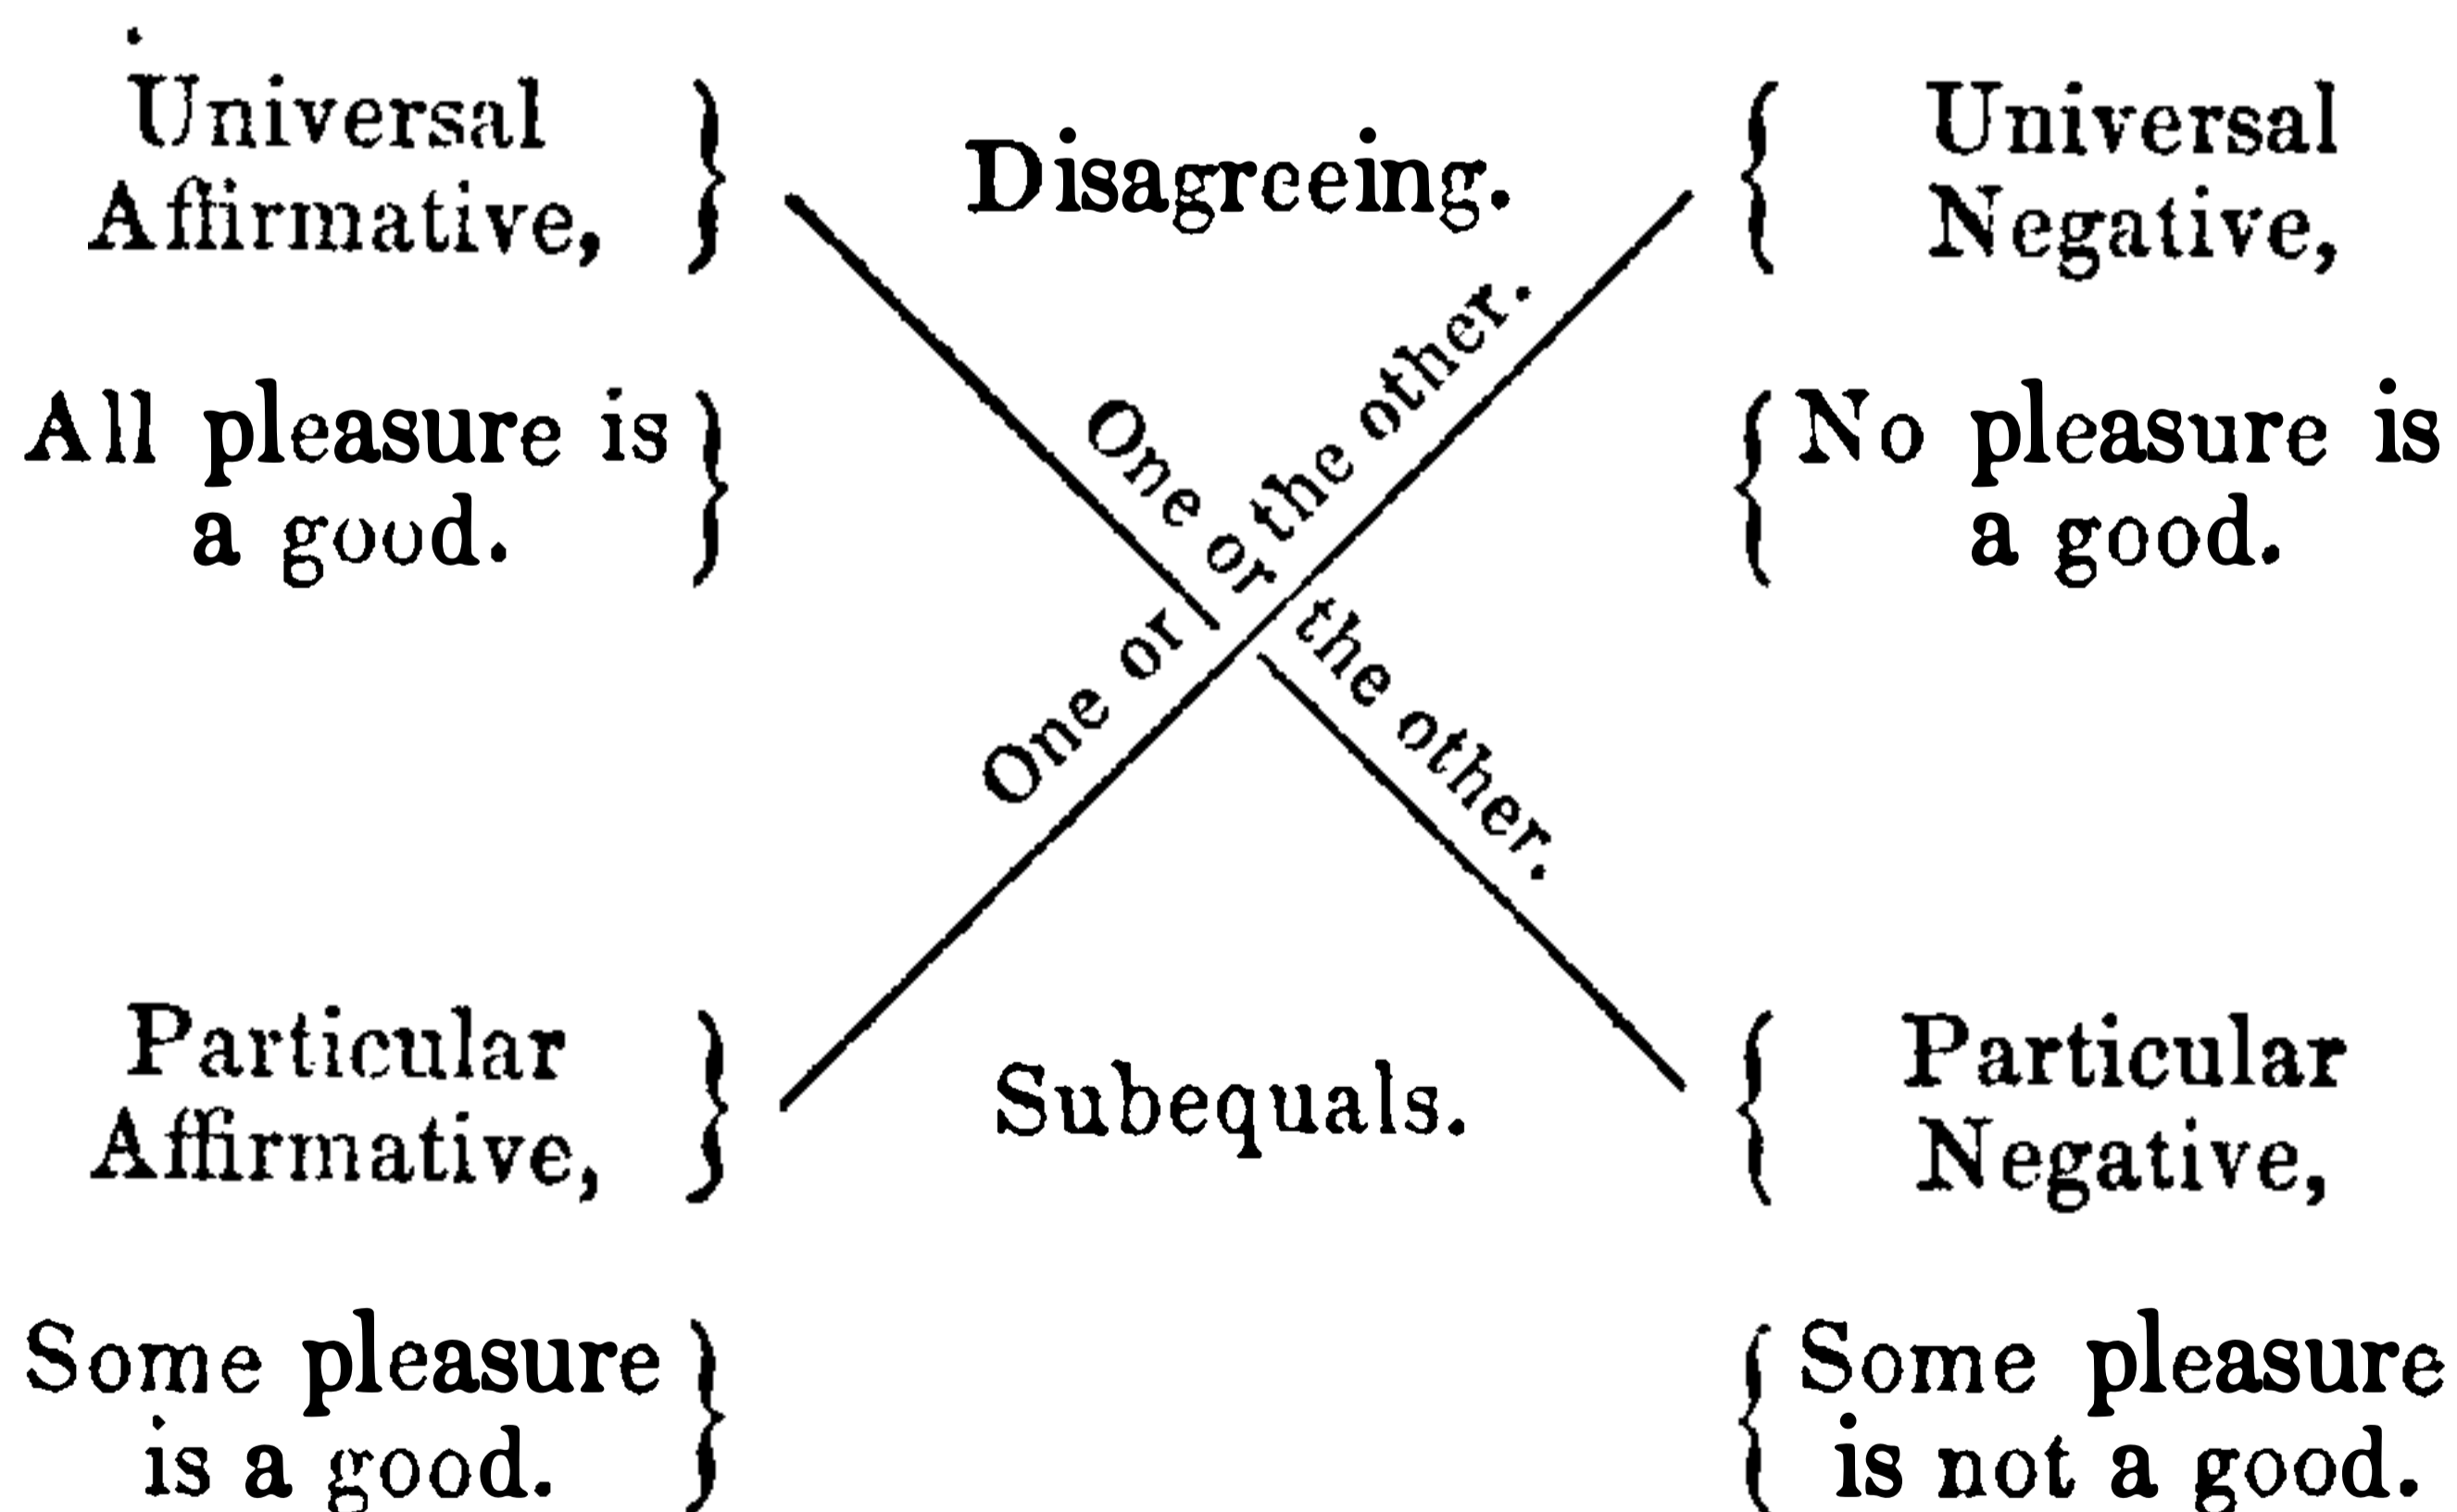 Universal
Affirmative,
Disagreeing.
Universal
Negative,
All pleasure is
a good.
No pleasure is
a good.
One or the other.
One or the other.
Particular
Affirmative,
Subequals.
Particular
Negative,
Some pleasure
is a good.
Some pleasure
is not a good.